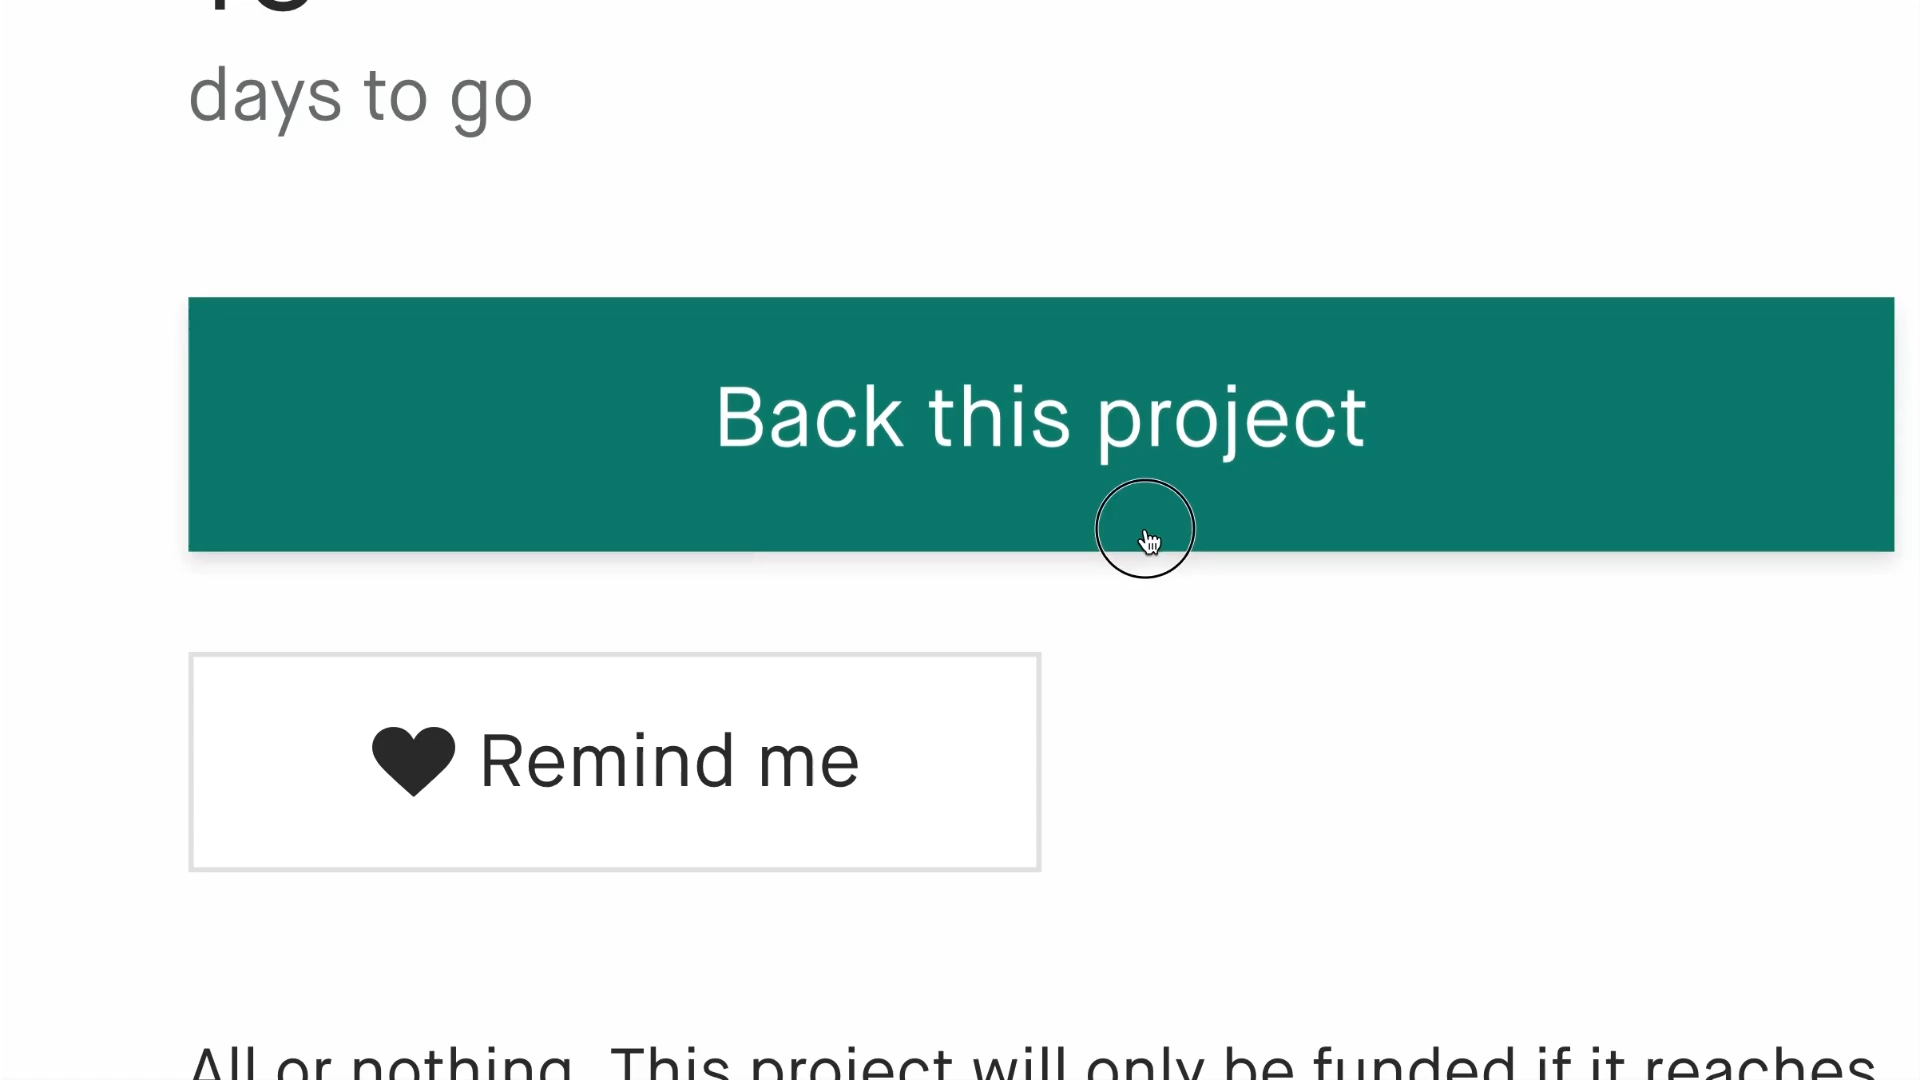 days to go
Back this project
Remind me
All or nothing. This project will only be funded if it reaches